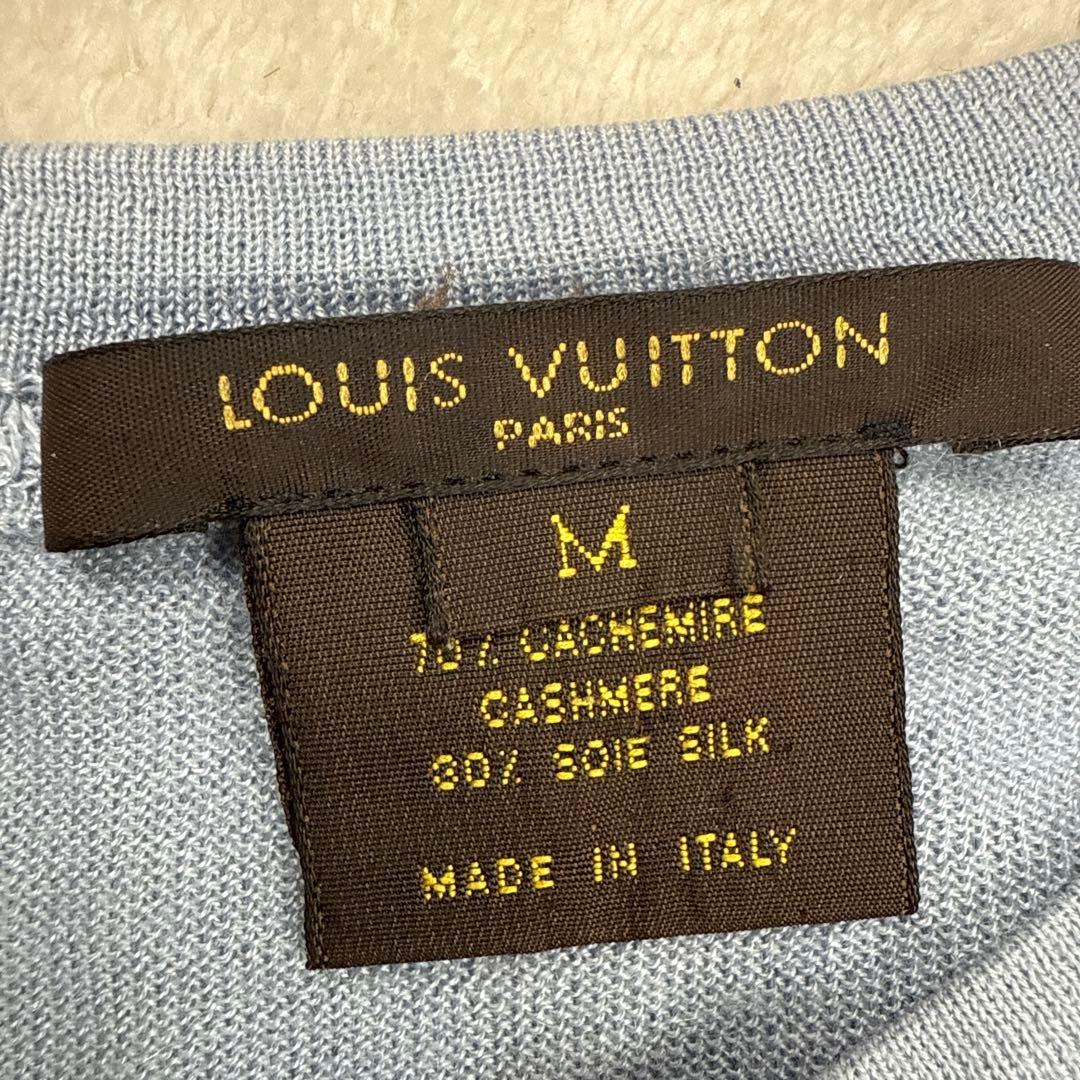 LOUIS VUITTON
PARIS
M
70% CACHEMIRE
CASHMERE
30% SOIE SILK
MADE IN ITALY